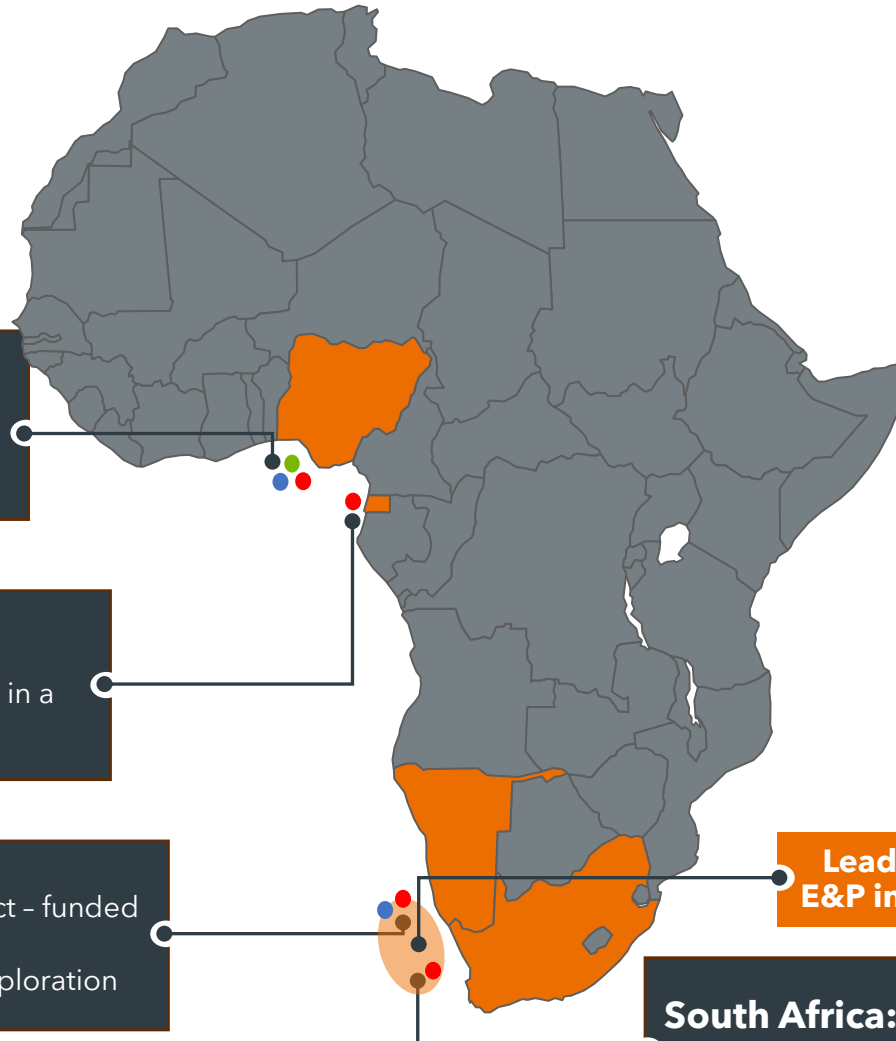 in a
ct – funded
ploration
Lead
E&P in
South Africa: